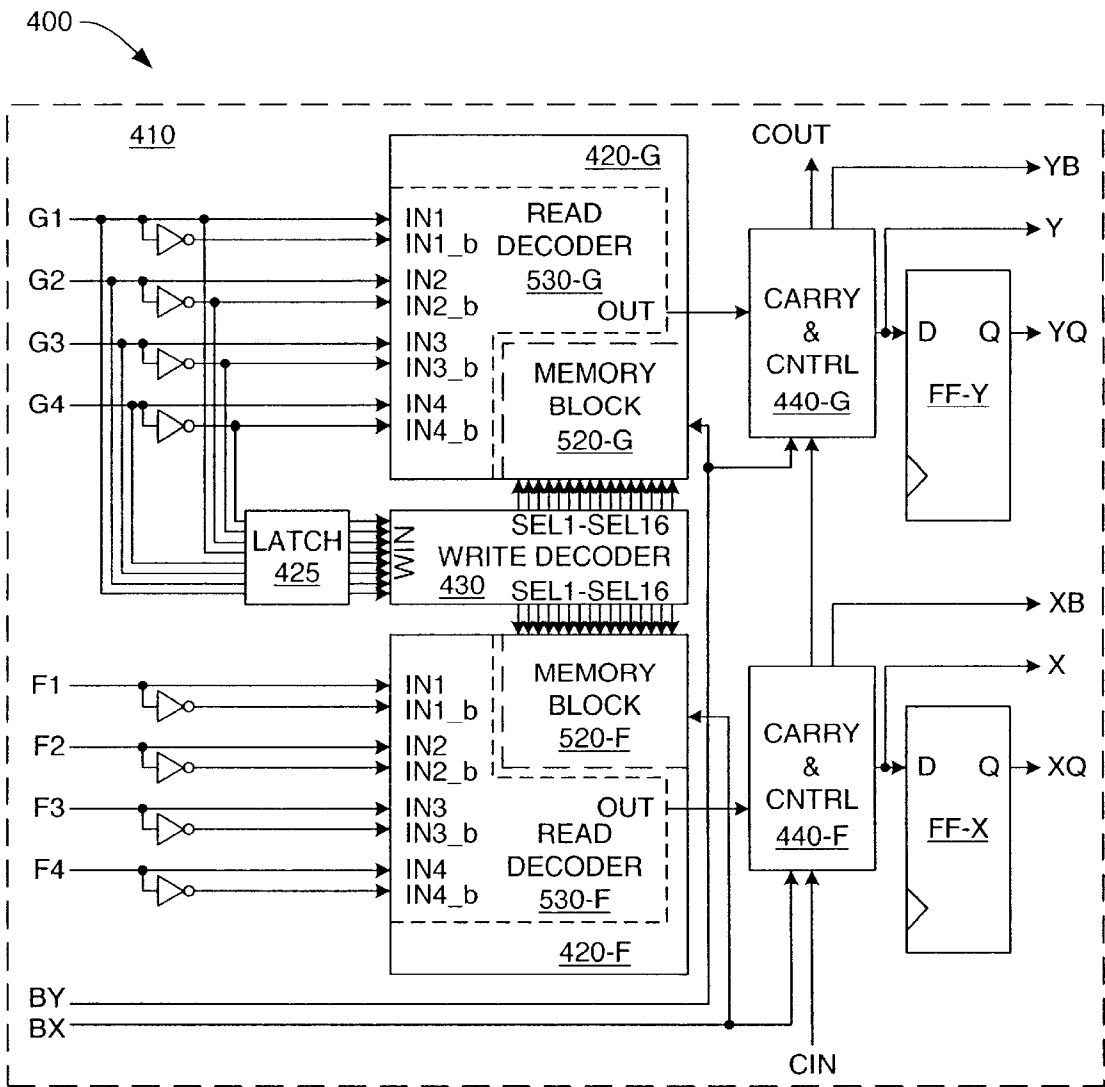 400
410
420-G
COUT
YB
G1
IN1
READ
Y
IN1_b
DECODER
G2
IN2
530-G
IN2_b
OUT
CARRY
&
CNTRL
440-G
D
Q
YQ
FF-Y
G3
IN3
IN3_b
MEMORY
BLOCK
520-G
G4
IN4
IN4_b
LATCH
425
WIN
SEL1-SEL16
WRITE DECODER
430
SEL1-SEL16
XB
X
F1
IN1
IN1_b
MEMORY
BLOCK
520-F
F2
IN2
IN2_b
CARRY
&
CNTRL
440-F
D
Q
XQ
FF-X
F3
IN3
OUT
IN3_b
READ
DECODER
530-F
F4
IN4
IN4_b
420-F
BY
BX
CIN